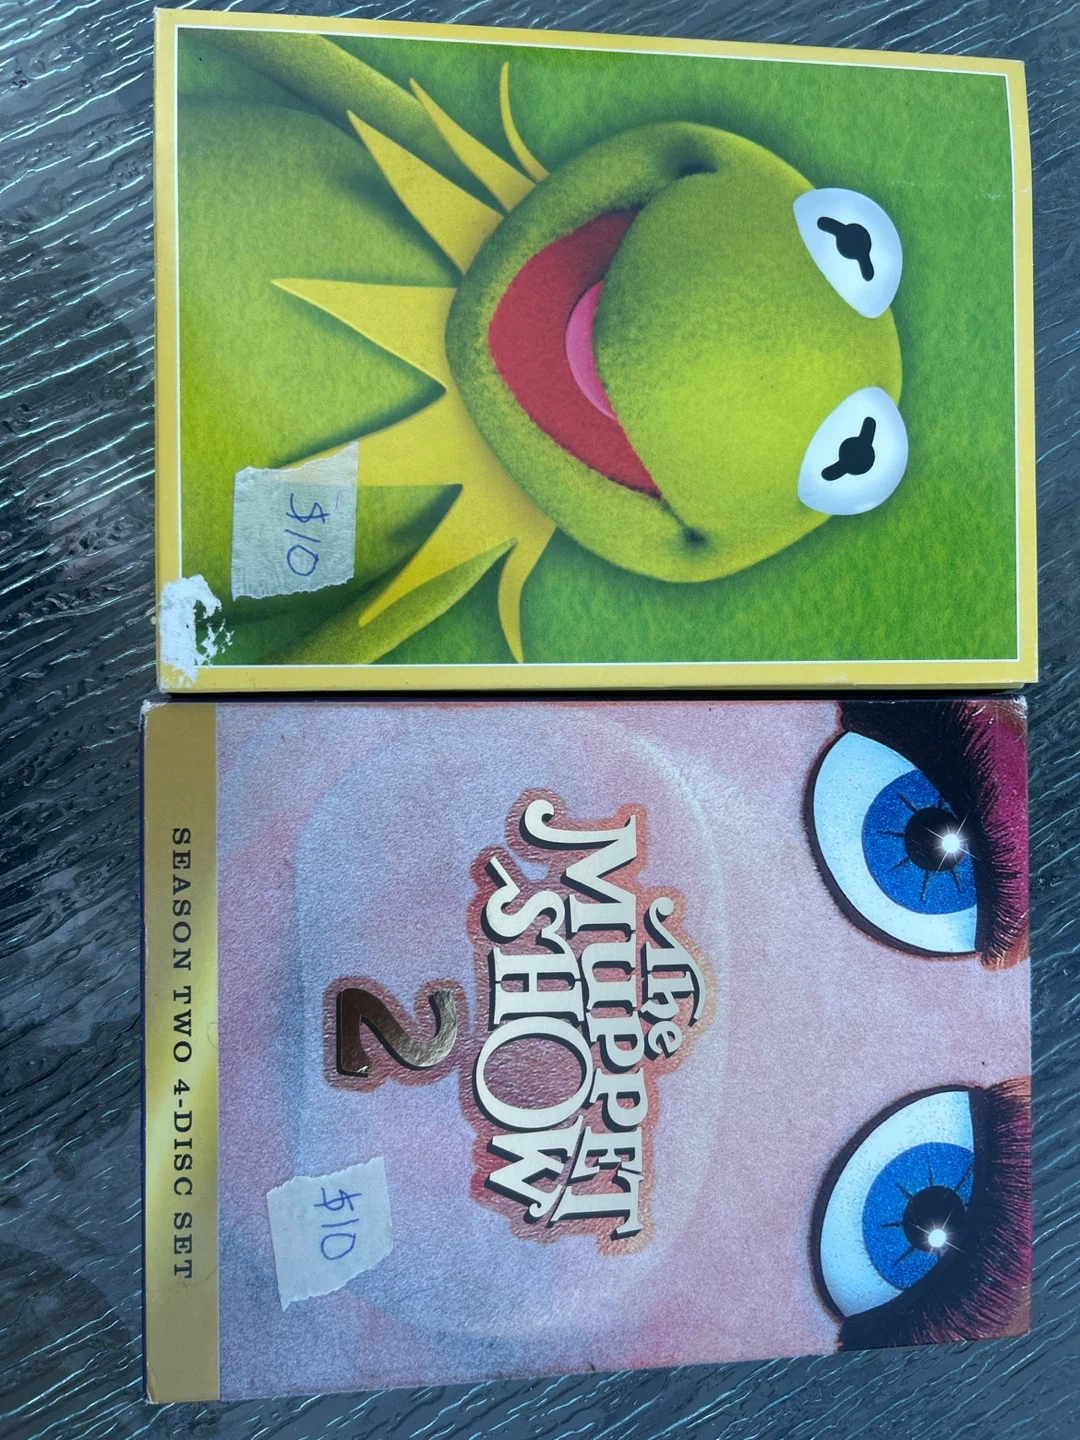 $10
The
MUPPET
SHOW
2
$10
SEASON TWO 4-DISC SET